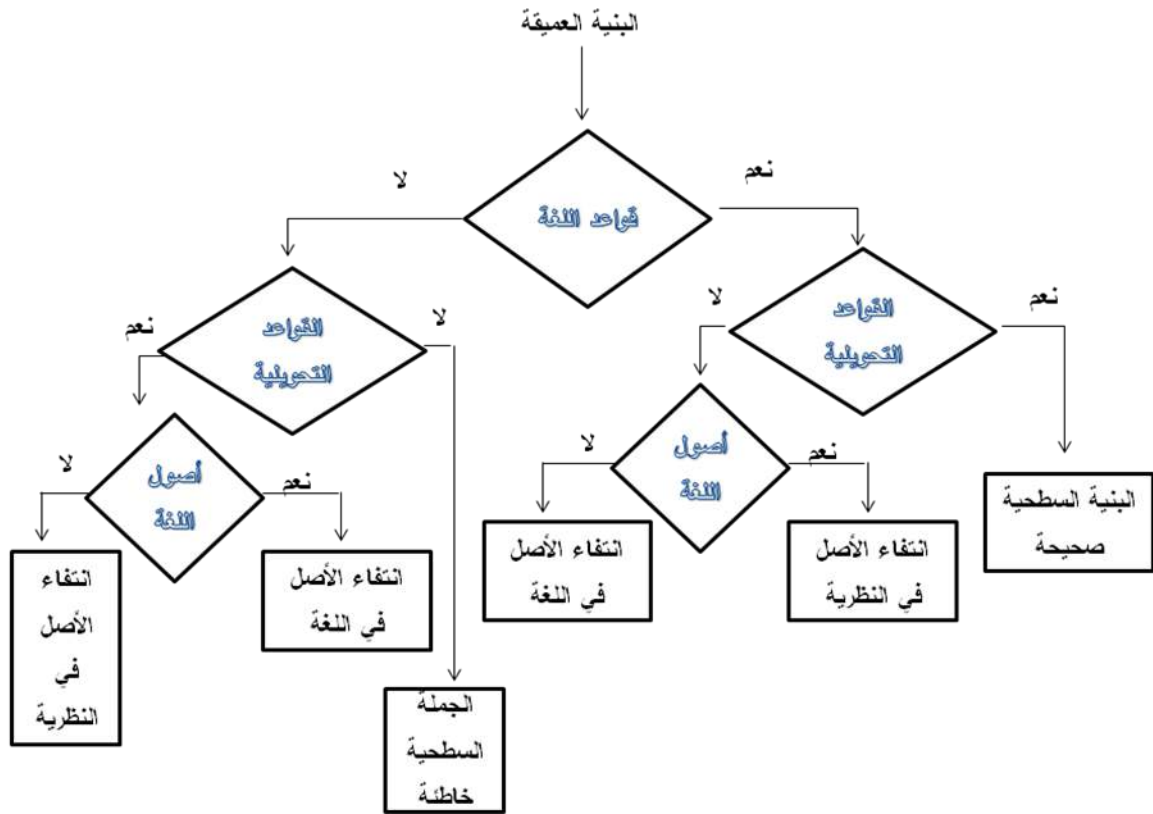 البنية العميقة
نعم
لا
قواعد اللغة
القواعد
التحويلية
نعم
لا
القواعد
التحويلية
لا
نعم
أصول
اللغة
نعم
لا
أصول
اللغة
نعم
لا
البنية السطحية
صحيحة
انتفاء الأصل
في النظرية
انتفاء الأصل
في اللغة
انتفاء الأصل
في اللغة
انتفاء
الأصل
في
النظرية
الجملة
السطحية
خاطئة